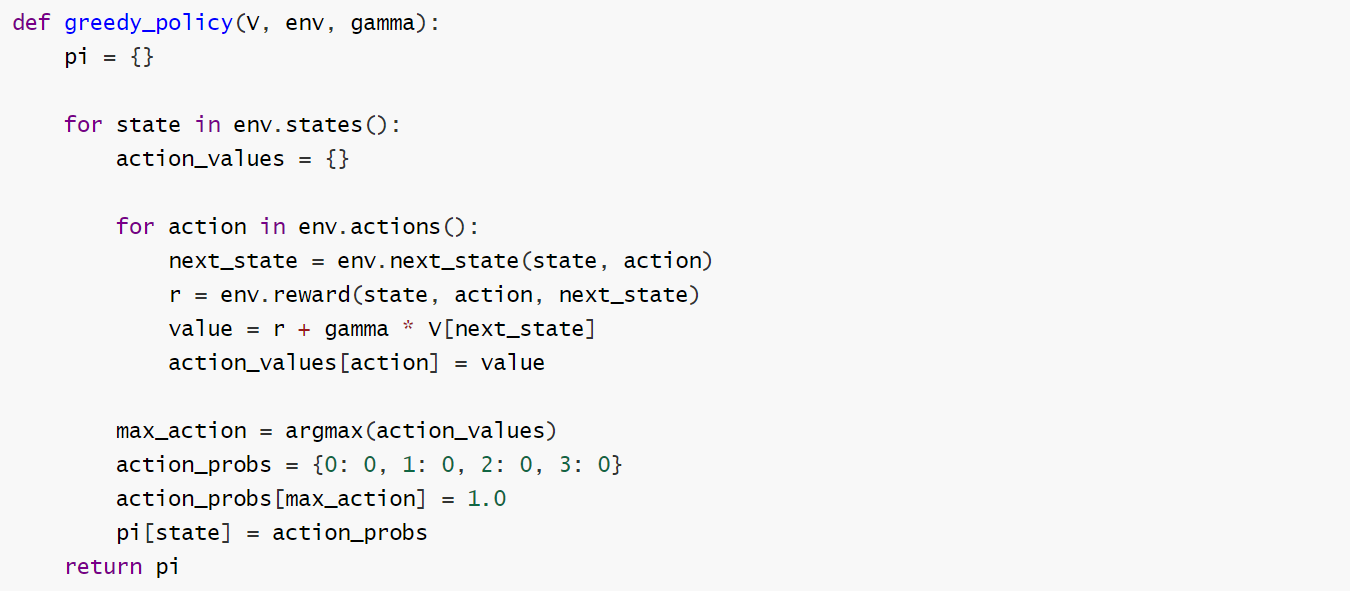 def greedy_policy(V, env, gamma):
    pi = {}

    for state in env.states():
        action_values = {}

        for action in env.actions():
            next_state = env.next_state(state, action)
            r = env.reward(state, action, next_state)
            value = r + gamma * V[next_state]
            action_values[action] = value

        max_action = argmax(action_values)
        action_probs = {0: 0, 1: 0, 2: 0, 3: 0}
        action_probs[max_action] = 1.0
        pi[state] = action_probs
    return pi